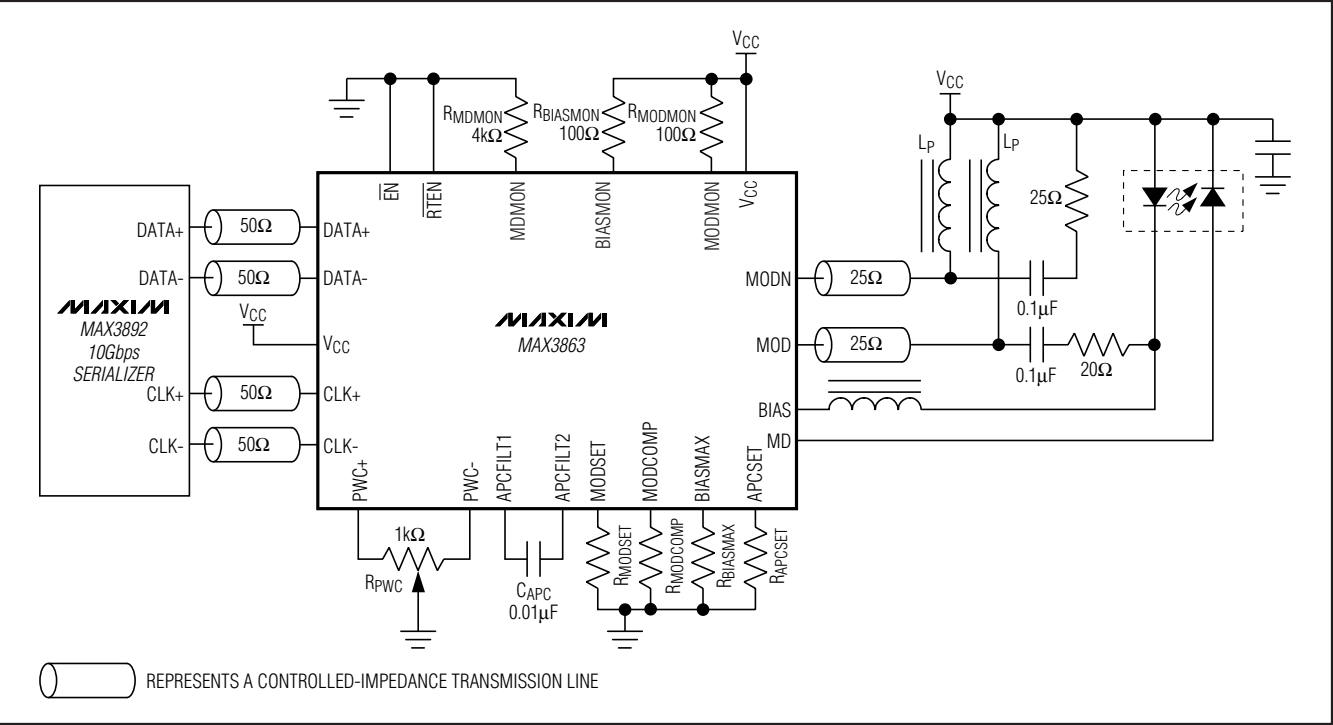 VCC
VCC
RMDMON
4kΩ
RBIASMON
100Ω
RMODMON
100Ω
LP
LP
EN
RTEN
MDMON
BIASMON
MODMON
VCC
25Ω
DATA+
50Ω
DATA+
DATA-
50Ω
DATA-
MODN
25Ω
0.1µF
MAXIM
MAX3892
10Gbps
SERIALIZER
VCC
VCC
MAXIM
MAX3863
MOD
25Ω
0.1µF
20Ω
CLK+
50Ω
CLK+
BIAS
CLK-
50Ω
CLK-
MD
PWC+
PWC-
APCFILT1
APCFILT2
MODSET
MODCOMP
BIASMAX
APCSET
1kΩ
RPWC
CAPC
0.01µF
RMODSET
RMODCOMP
RBIASMAX
RAPCSET
REPRESENTS A CONTROLLED-IMPEDANCE TRANSMISSION LINE